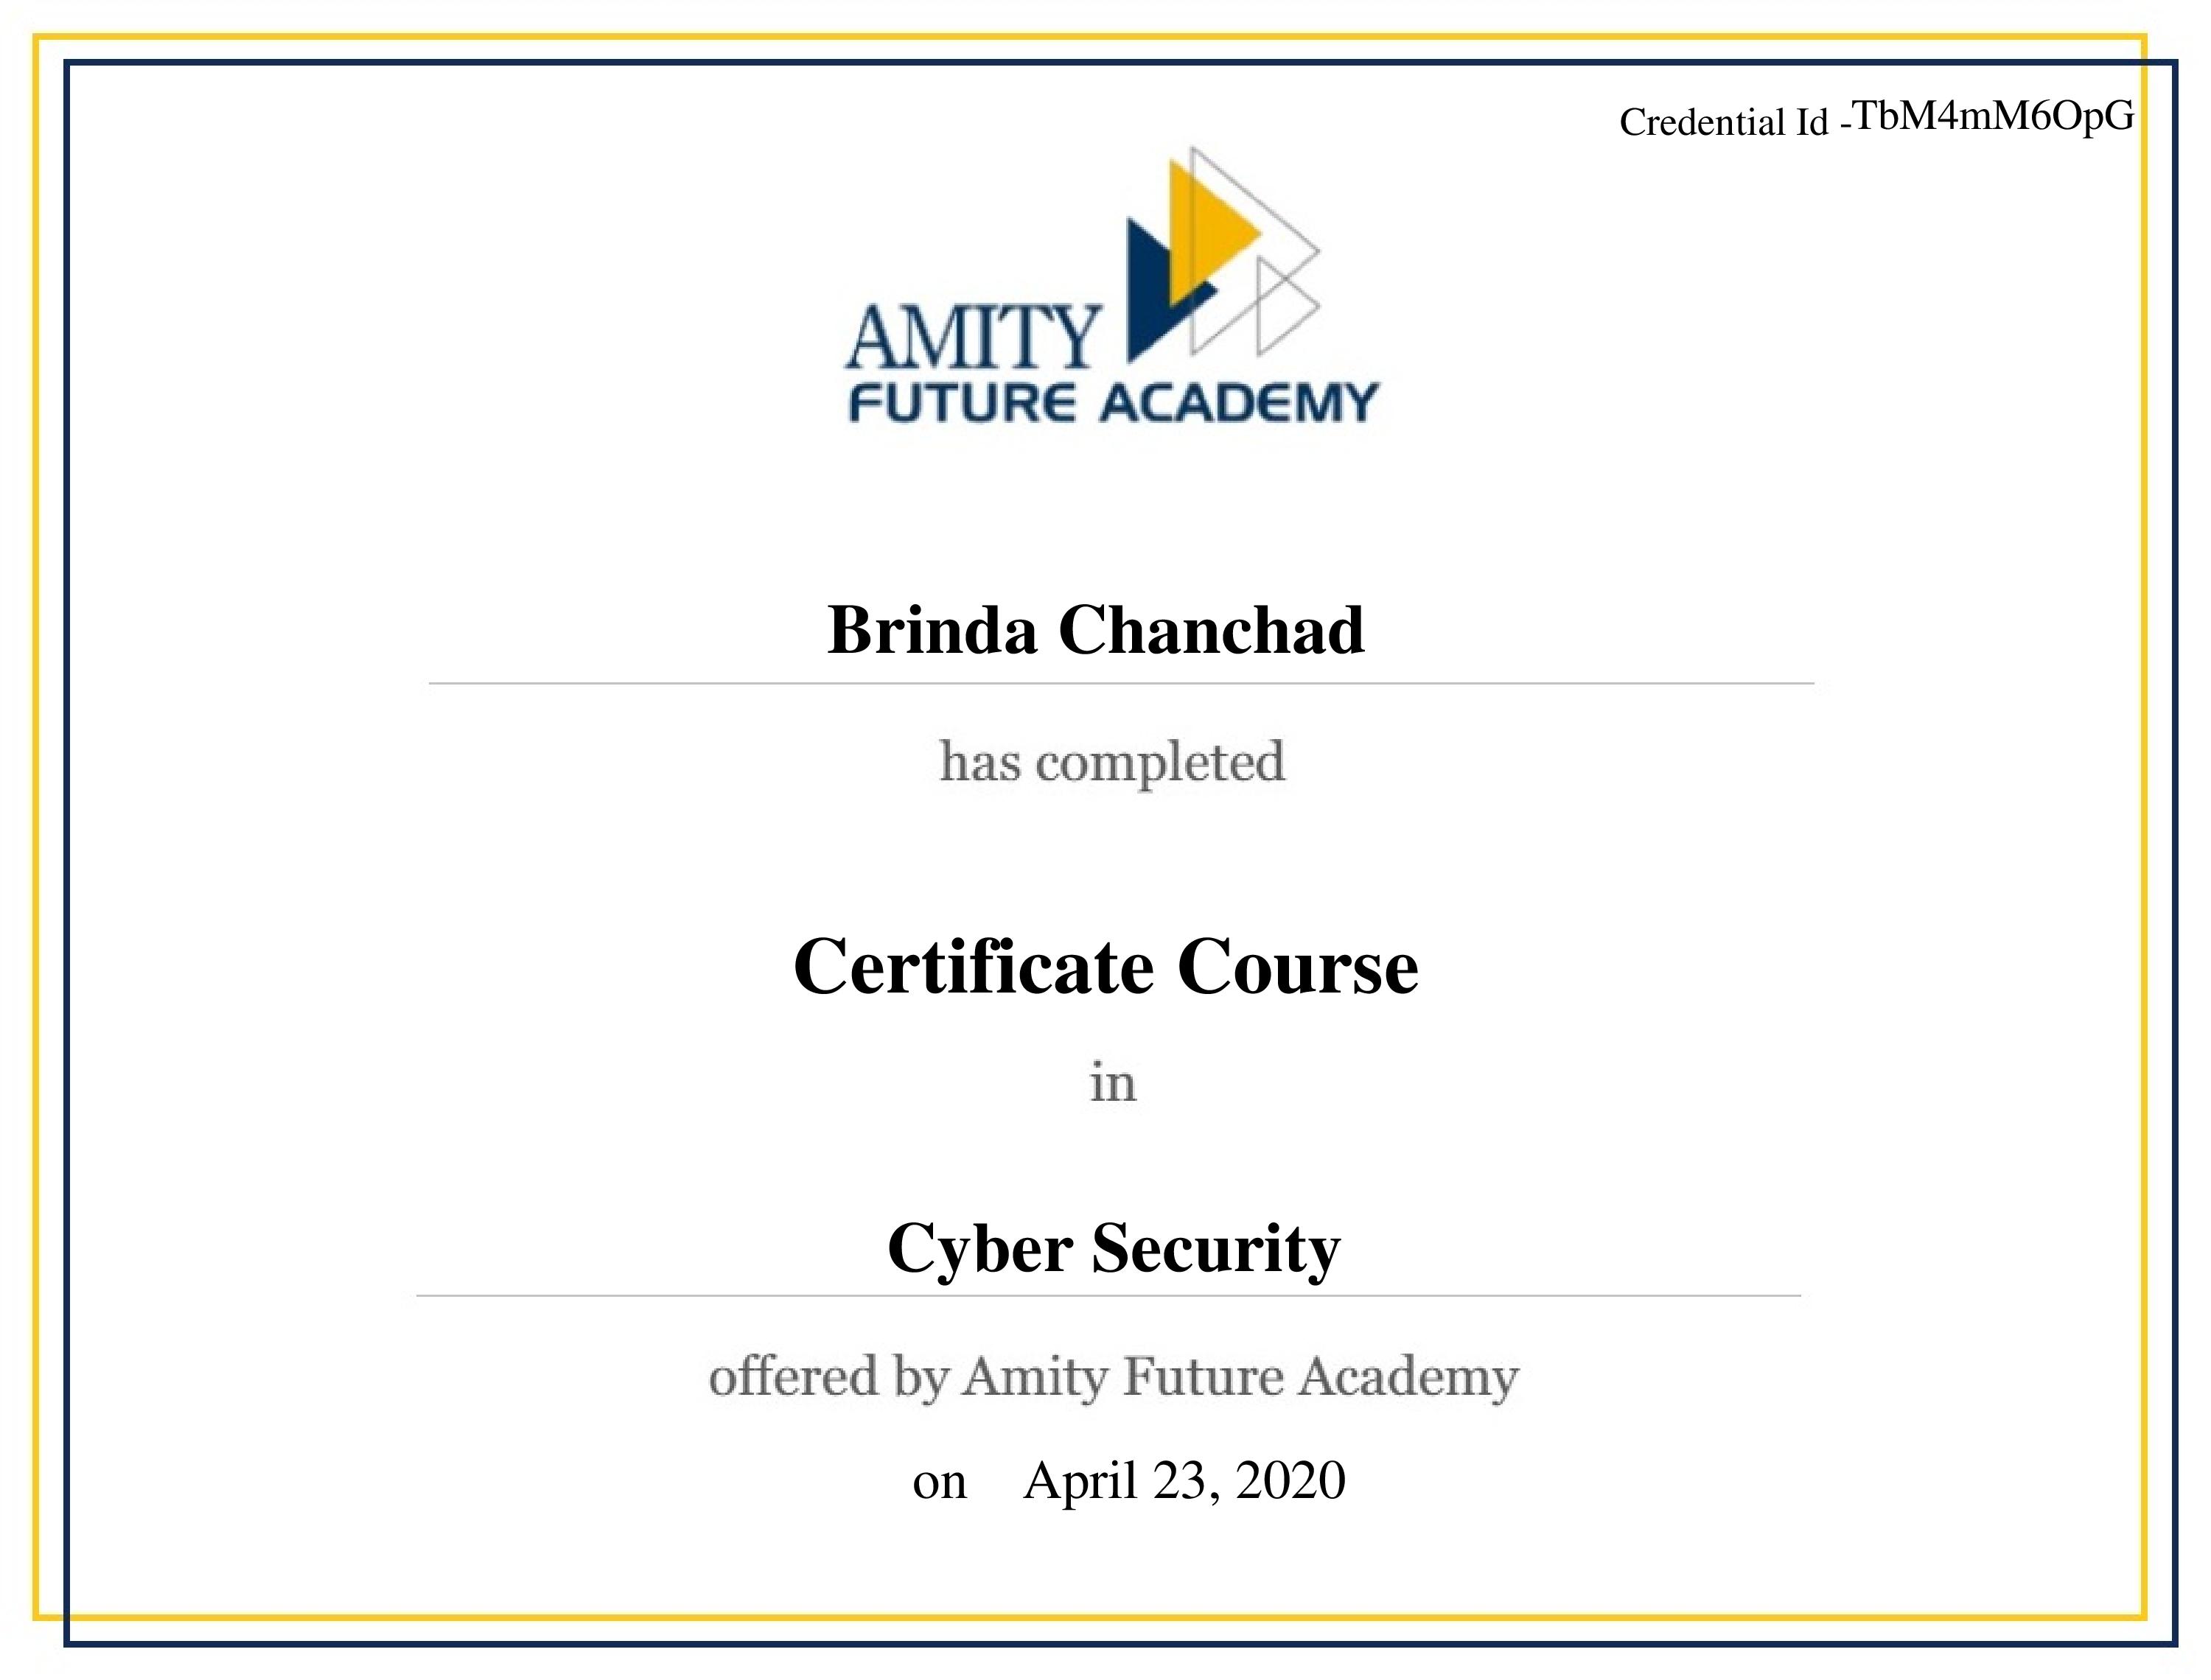 Credential Id -TbM4mM6OpG
AMITY
FUTURE ACADEMY
Brinda Chanchad
has completed
Certificate Course
in
Cyber Security
offered by Amity Future Academy
on April 23, 2020